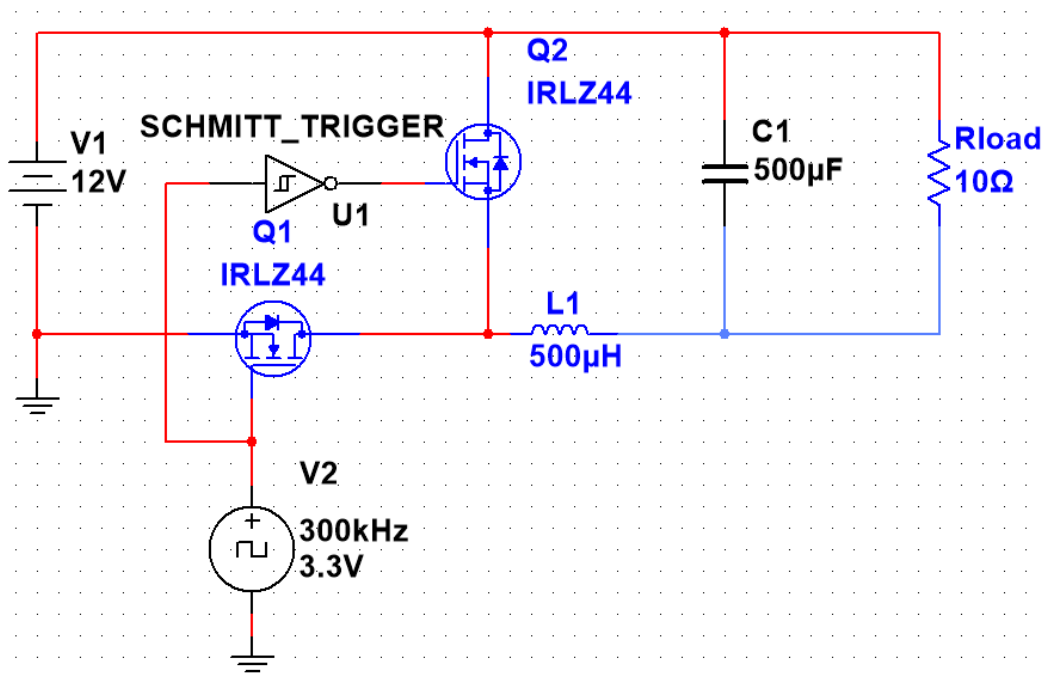 Q2
IRLZ44
SCHMITT_TRIGGER
V1
12V
U1
C1
500µF
Rload
10Ω
Q1
IRLZ44
L1
500µH
V2
300kHz
3.3V
+